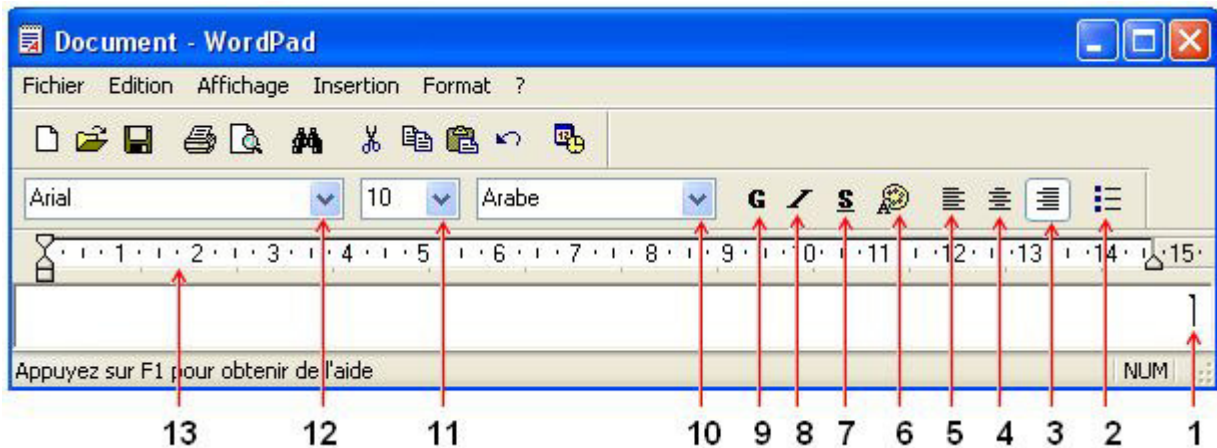 Document - WordPad
Fichier Edition Affichage Insertion Format ?
Arial 10 Arabe G I S
1 2 3 4 5 6 7 8 9 10 11 12 13 14 15
Appuyez sur F1 pour obtenir de l'aide NUM
13 12 11 10 9 8 7 6 5 4 3 2 1